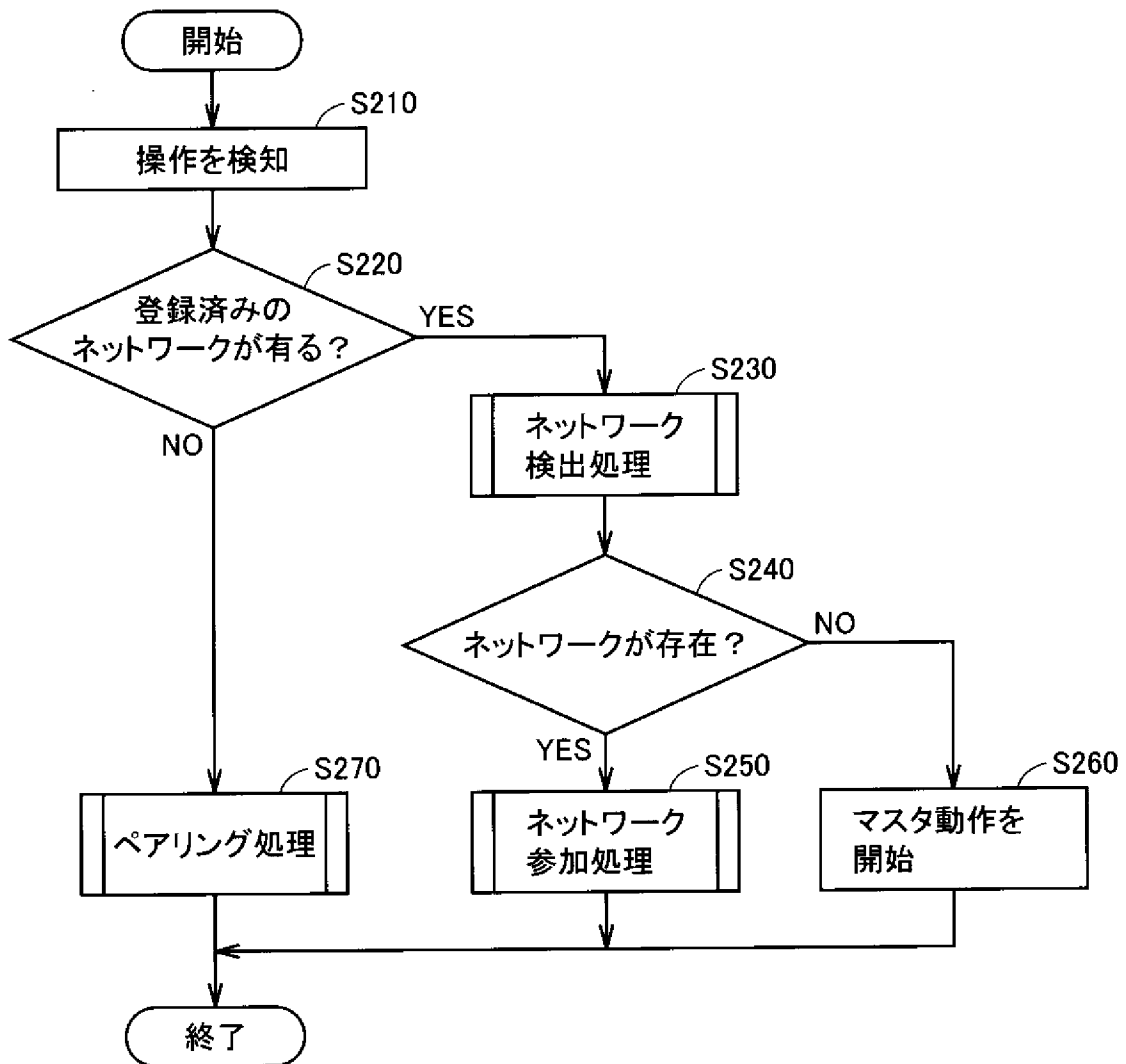 開始
S210
操作を検知
S220
登録済みの
ネットワークが有る？
YES
NO
S230
ネットワーク
検出処理
S240
ネットワークが存在？
NO
YES
S270
ペアリング処理
S250
ネットワーク
参加処理
S260
マスタ動作を
開始
終了